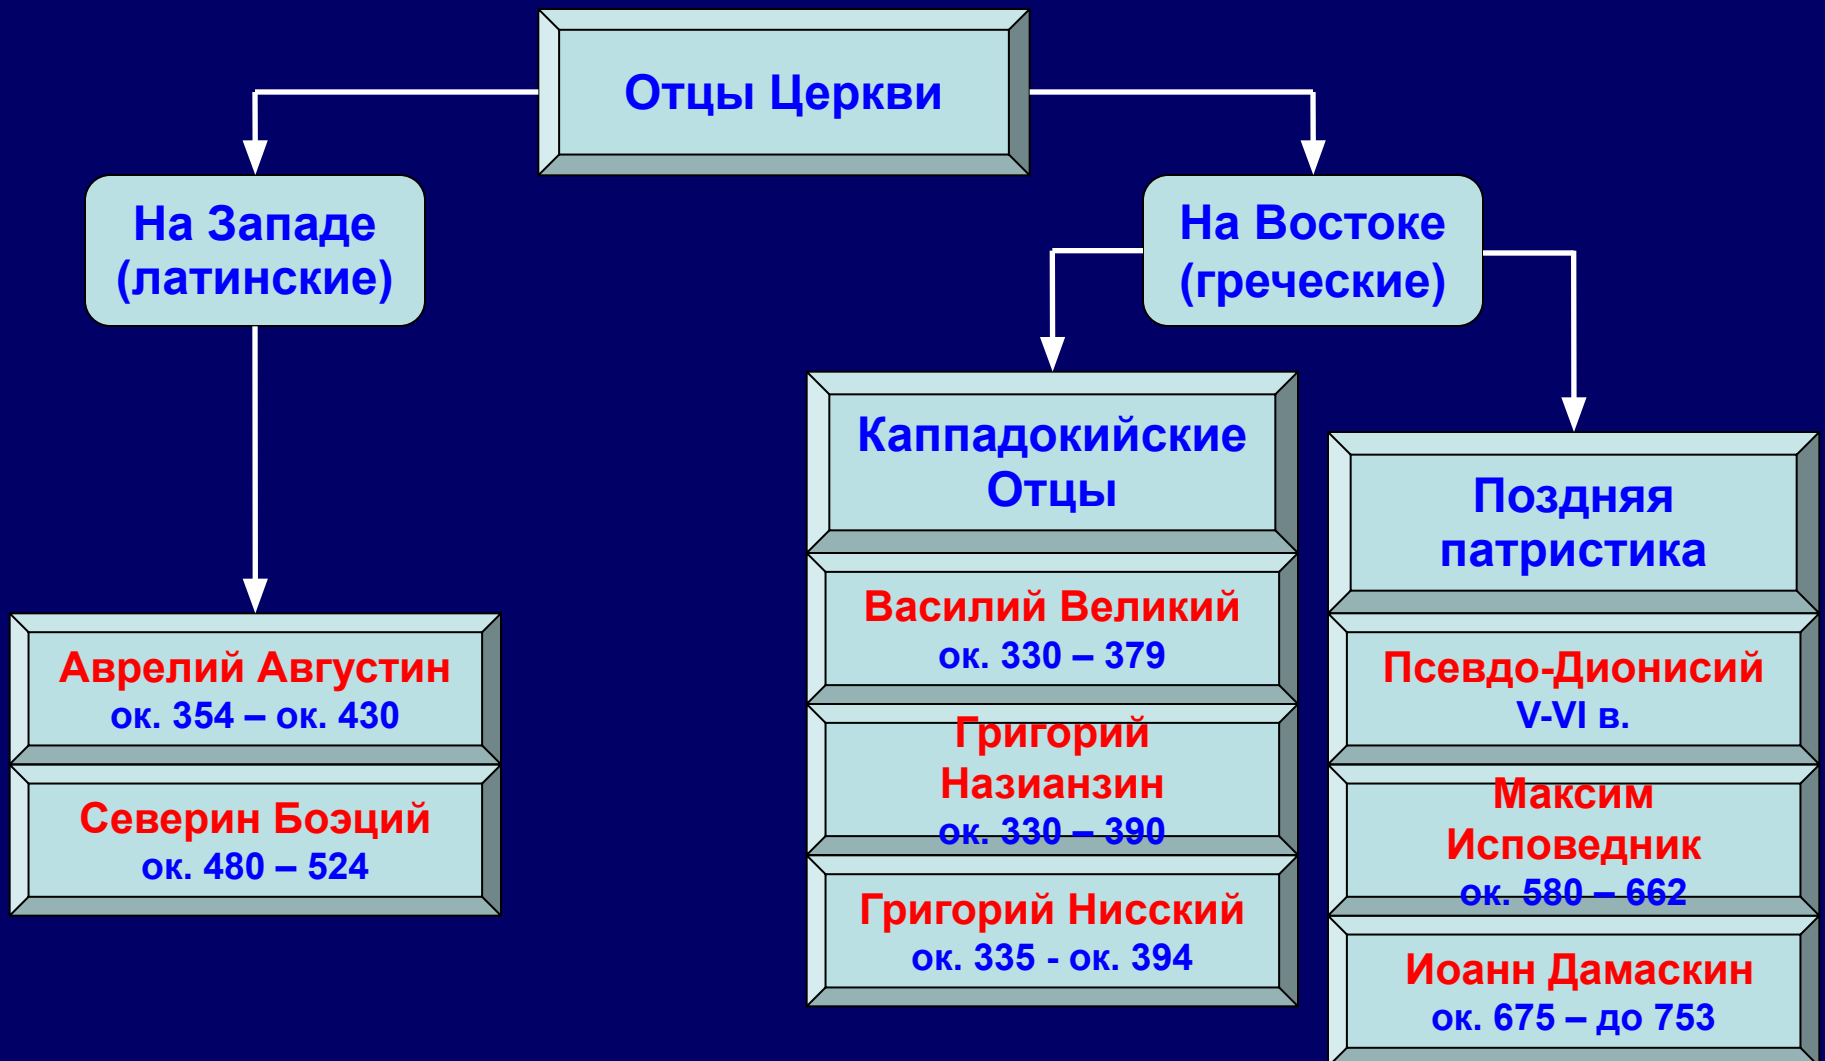 Отцы Церкви
На Западе
(латинские)
На Востоке
(греческие)
Аврелий Августин
ок. 354 – ок. 430
Северин Боэций
ок. 480 – 524
Каппадокийские
Отцы
Василий Великий
ок. 330 – 379
Григорий
Назианзин
ок. 330 – 390
Григорий Нисский
ок. 335 - ок. 394
Поздняя
патристика
Псевдо-Дионисий
V-VI в.
Максим
Исповедник
ок. 580 – 662
Иоанн Дамаскин
ок. 675 – до 753